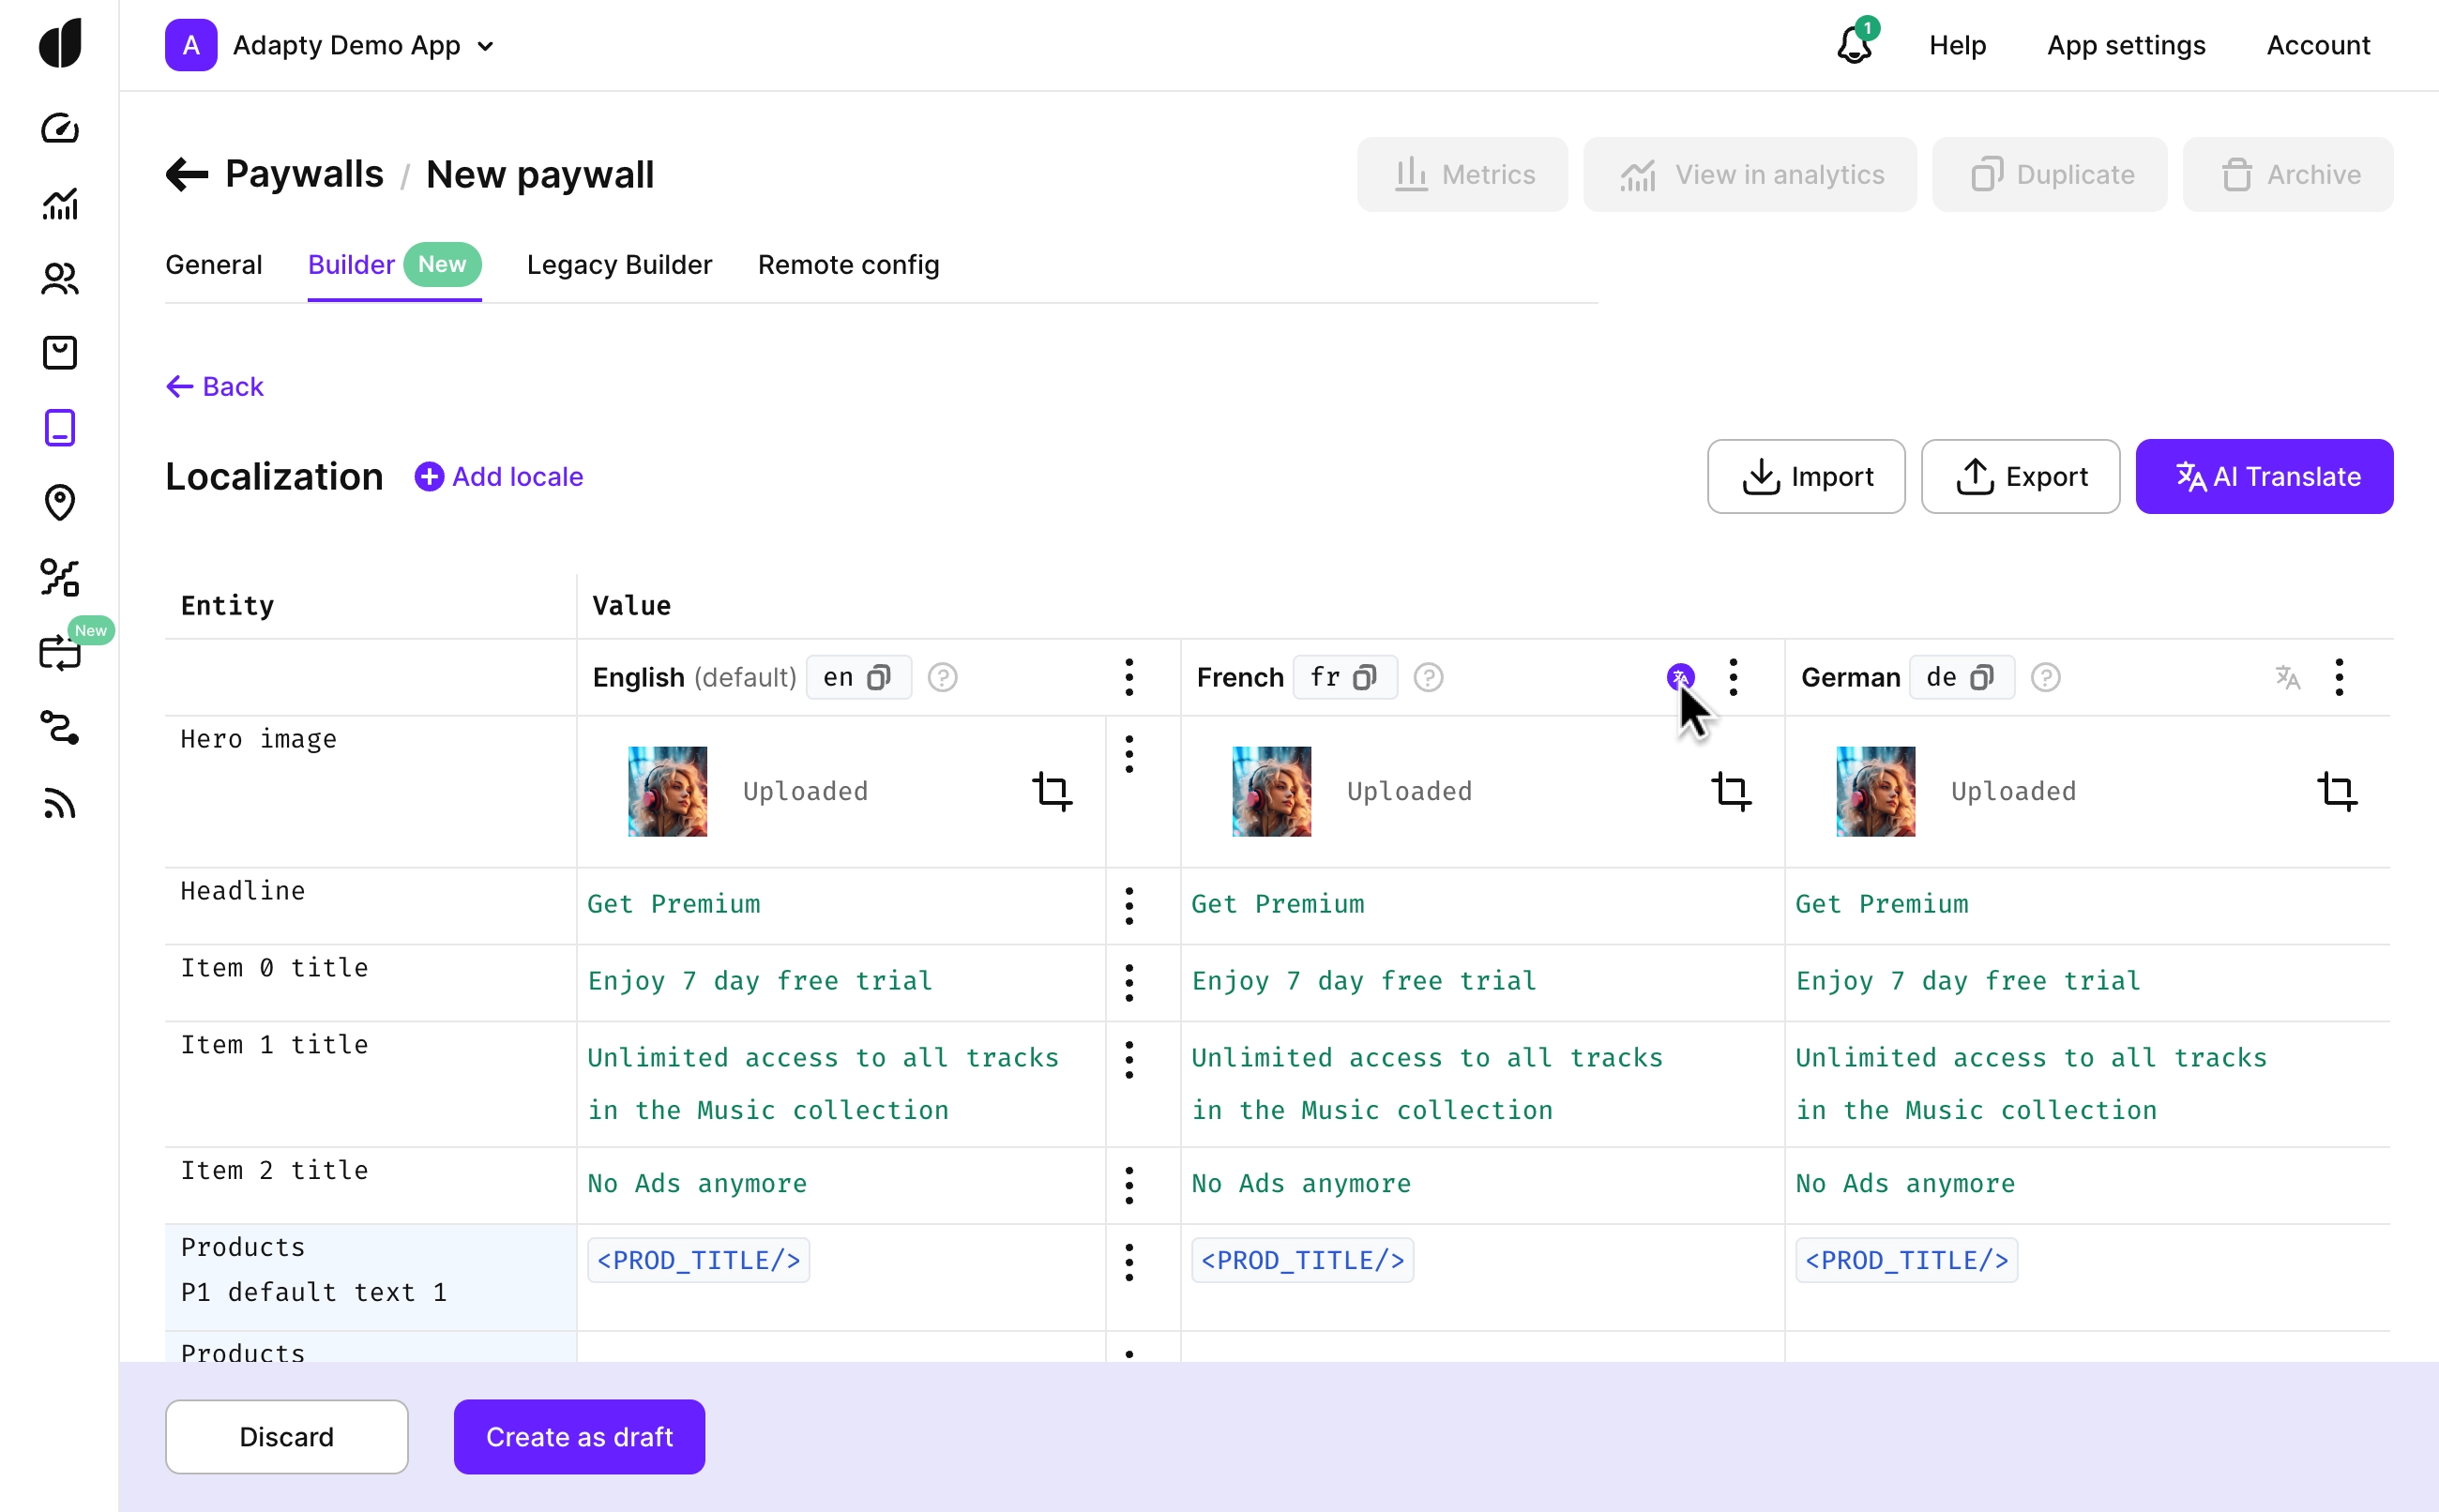 A Adapty Demo App
1
Help
App settings
Account
Paywalls / New paywall
Metrics
View in analytics
Duplicate
Archive
General
Builder New
Legacy Builder
Remote config
Back
Localization
Add locale
Import
Export
AI Translate
New
Entity
Value
English (default) en
French fr
German de
Hero image
Uploaded
Uploaded
Uploaded
Headline
Get Premium
Get Premium
Get Premium
Item 0 title
Enjoy 7 day free trial
Enjoy 7 day free trial
Enjoy 7 day free trial
Item 1 title
Unlimited access to all tracks
in the Music collection
Unlimited access to all tracks
in the Music collection
Unlimited access to all tracks
in the Music collection
Item 2 title
No Ads anymore
No Ads anymore
No Ads anymore
Products
P1 default text 1
<PROD_TITLE/>
<PROD_TITLE/>
<PROD_TITLE/>
Products
Discard
Create as draft